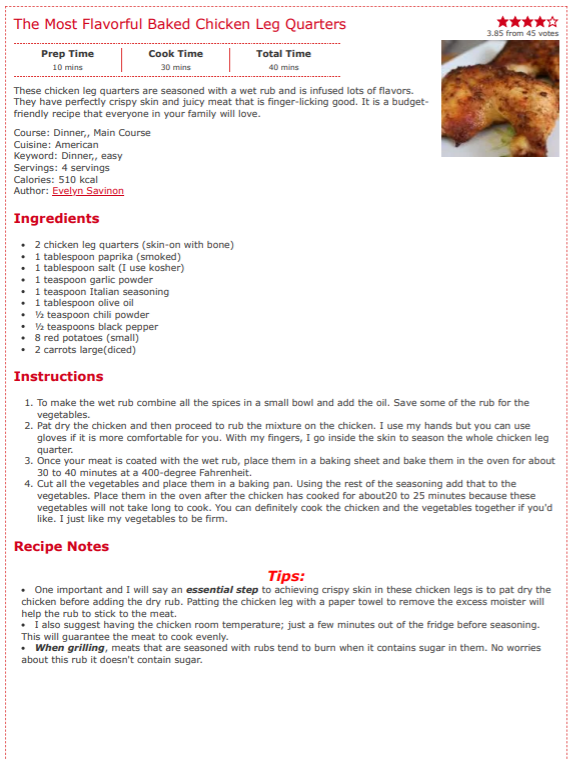 The Most Flavorful Baked Chicken Leg Quarters
3.85 from 45 votes
Prep Time Cook Time Total Time
10 mins 30 mins 40 mins
These chicken leg quarters are seasoned with a wet rub and is infused lots of flavors.
They have perfectly crispy skin and juicy meat that is finger-licking good. It is a budget-
friendly recipe that everyone in your family will love.
Course: Dinner,, Main Course
Cuisine: American
Keyword: Dinner,, easy
Servings: 4 servings
Calories: 510 kcal
Author: Evelyn Savinon
Ingredients
• 2 chicken leg quarters (skin-on with bone)
• 1 tablespoon paprika (smoked)
• 1 tablespoon salt (I use kosher)
• 1 teaspoon garlic powder
• 1 teaspoon Italian seasoning
• 1 tablespoon olive oil
• ½ teaspoon chili powder
• ½ teaspoons black pepper
• 8 red potatoes (small)
• 2 carrots large(diced)
Instructions
1. To make the wet rub combine all the spices in a small bowl and add the oil. Save some of the rub for the
vegetables.
2. Pat dry the chicken and then proceed to rub the mixture on the chicken. I use my hands but you can use
gloves if it is more comfortable for you. With my fingers, I go inside the skin to season the whole chicken leg
quarter.
3. Once your meat is coated with the wet rub, place them in a baking sheet and bake them in the oven for about
30 to 40 minutes at a 400-degree Fahrenheit.
4. Cut all the vegetables and place them in a baking pan. Using the rest of the seasoning add that to the
vegetables. Place them in the oven after the chicken has cooked for about20 to 25 minutes because these
vegetables will not take long to cook. You can definitely cook the chicken and the vegetables together if you'd
like. I just like my vegetables to be firm.
Recipe Notes
Tips:
• One important and I will say an essential step to achieving crispy skin in these chicken legs is to pat dry the
chicken before adding the dry rub. Patting the chicken leg with a paper towel to remove the excess moister will
help the rub to stick to the meat.
• I also suggest having the chicken room temperature; just a few minutes out of the fridge before seasoning.
This will guarantee the meat to cook evenly.
• When grilling, meats that are seasoned with rubs tend to burn when it contains sugar in them. No worries
about this rub it doesn't contain sugar.